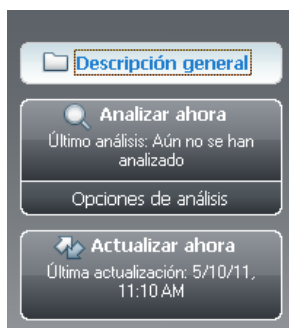 Descripción general
Analizar ahora
Último análisis: Aún no se han
analizado
Opciones de análisis
Actualizar ahora
Última actualización: 5/10/11,
11:10 AM